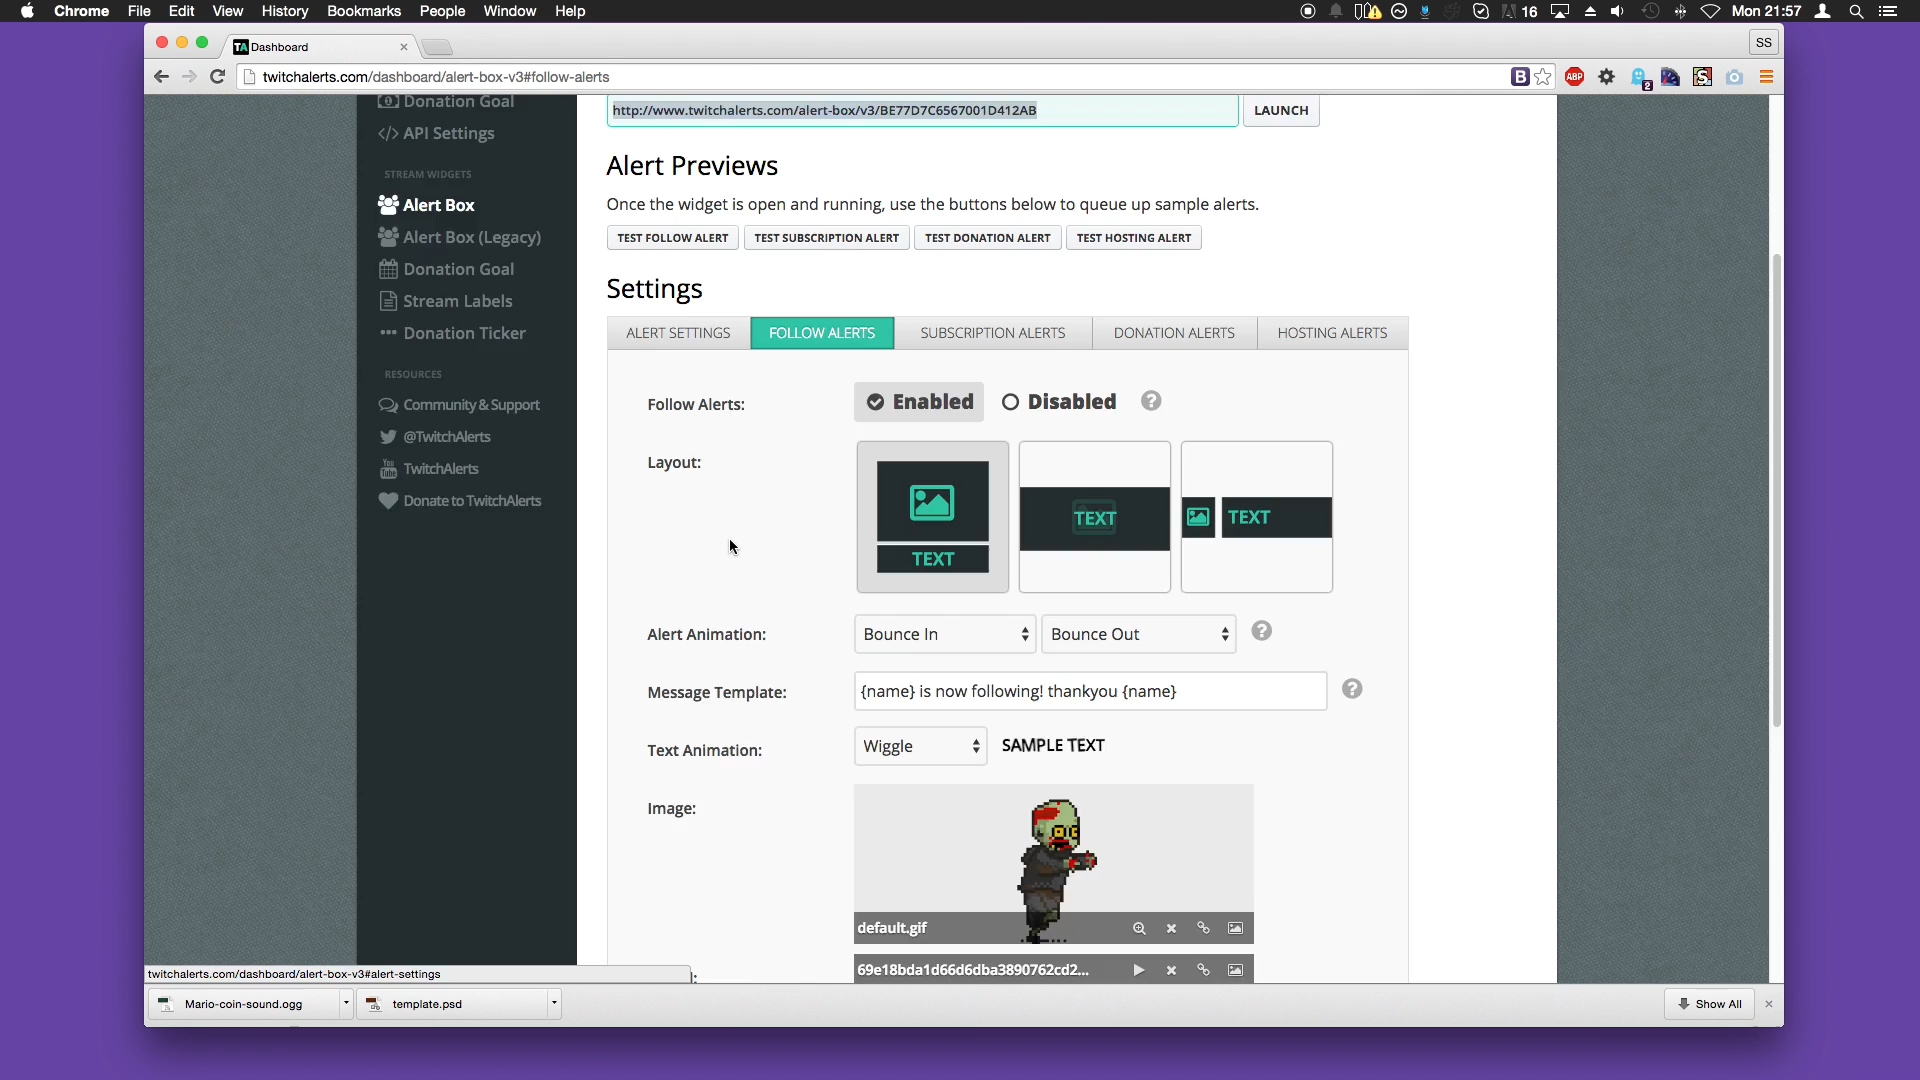 Chrome File Edit View History Bookmarks People Window Help 16 Mon 21:57
TA Dashboard SS
twitchalerts.com/dashboard/alert-box-v3#follow-alerts B ABP 2 S
Donation Goal
</> API Settings
STREAM WIDGETS
Alert Box
Alert Box (Legacy)
Donation Goal
Stream Labels
Donation Ticker
RESOURCES
Community & Support
@TwitchAlerts
TwitchAlerts
Donate to TwitchAlerts
http://www.twitchalerts.com/alert-box/v3/BE77D7C6567001D412AB LAUNCH
Alert Previews
Once the widget is open and running, use the buttons below to queue up sample alerts.
TEST FOLLOW ALERT TEST SUBSCRIPTION ALERT TEST DONATION ALERT TEST HOSTING ALERT
Settings
ALERT SETTINGS FOLLOW ALERTS SUBSCRIPTION ALERTS DONATION ALERTS HOSTING ALERTS
Follow Alerts: Enabled Disabled ?
Layout: TEXT TEXT TEXT
Alert Animation: Bounce In Bounce Out ?
Message Template: {name} is now following! thankyou {name} ?
Text Animation: Wiggle SAMPLE TEXT
Image:
default.gif
69e18bda1d66d6dba3890762cd2...
twitchalerts.com/dashboard/alert-box-v3#alert-settings
Mario-coin-sound.ogg template.psd Show All